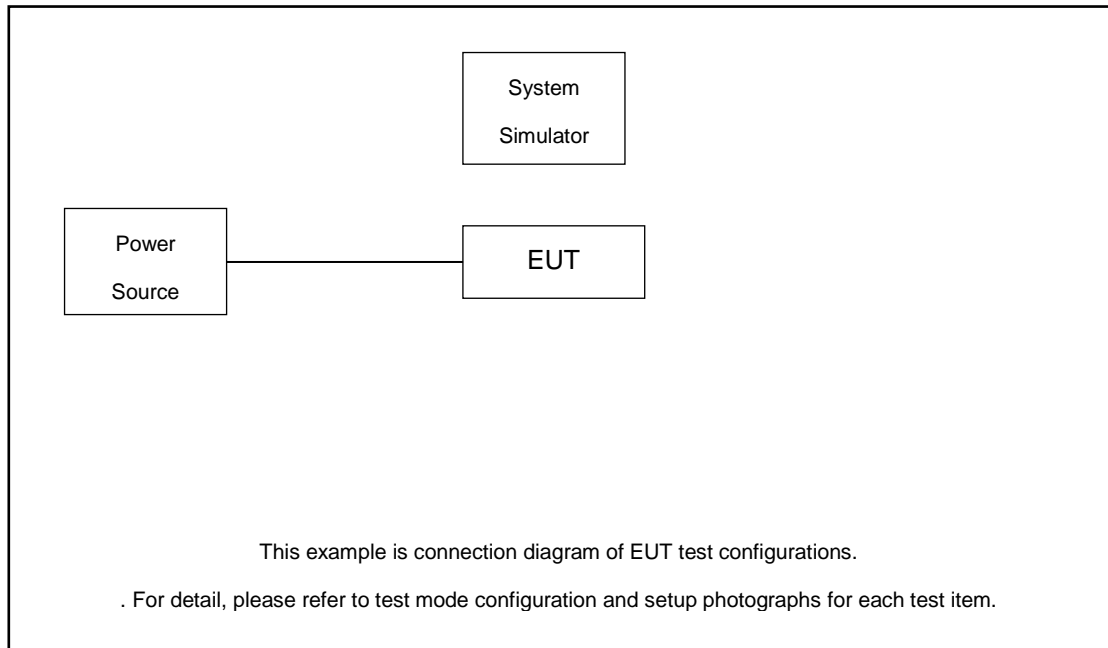 System
Simulator
Power
Source
EUT
This example is connection diagram of EUT test configurations.
. For detail, please refer to test mode configuration and setup photographs for each test item.